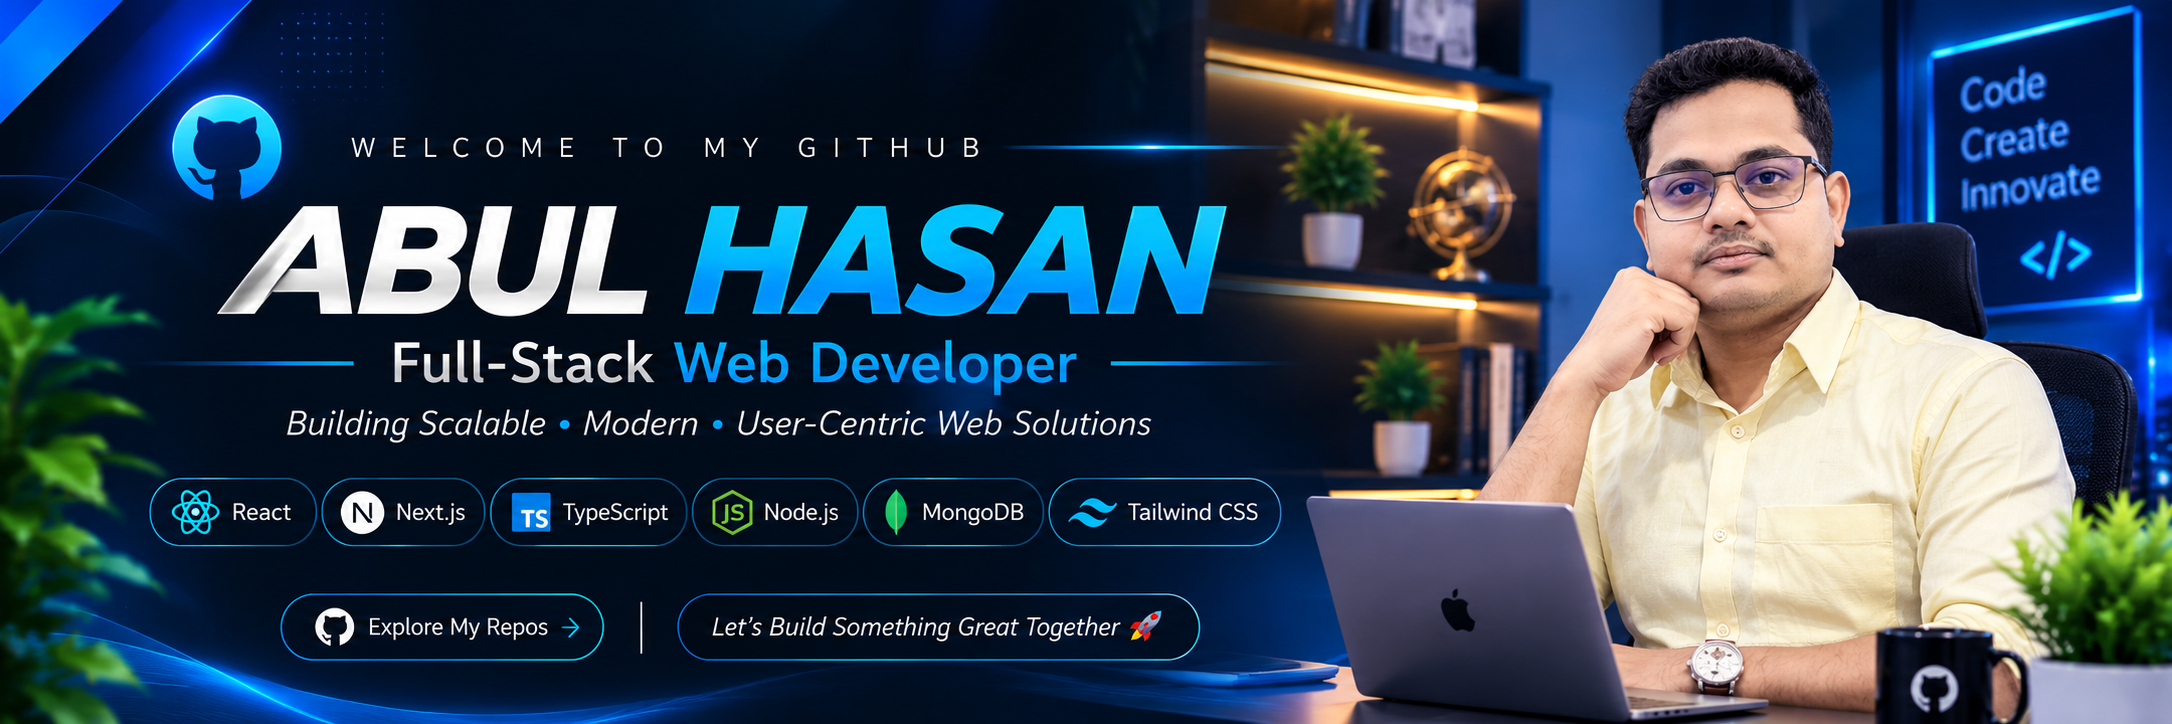 WELCOME TO MY GITHUB
ABUL HASAN
Full-Stack Web Developer
Building Scalable • Modern • User-Centric Web Solutions
React
Next.js
TS TypeScript
JS Node.js
MongoDB
Tailwind CSS
Explore My Repos →
Let's Build Something Great Together 🚀
Code
Create
Innovate
</>